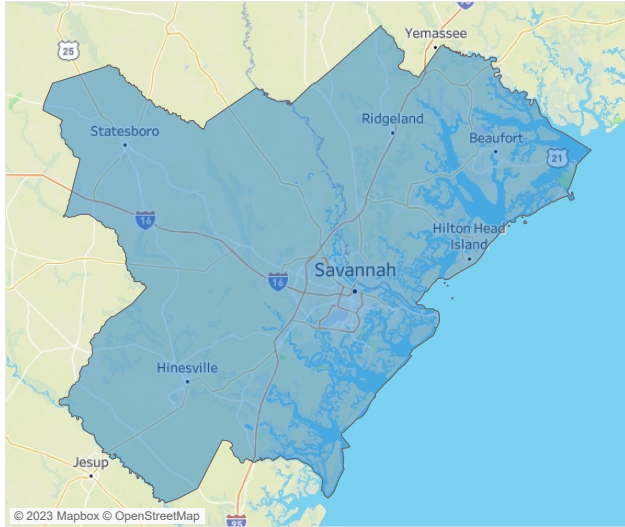 Yemassee
25
Ridgeland
Statesboro
Beaufort
21
16
Hilton Head
Island
Savannah
16
Hinesville
Jesup
95
© 2023 Mapbox © OpenStreetMap